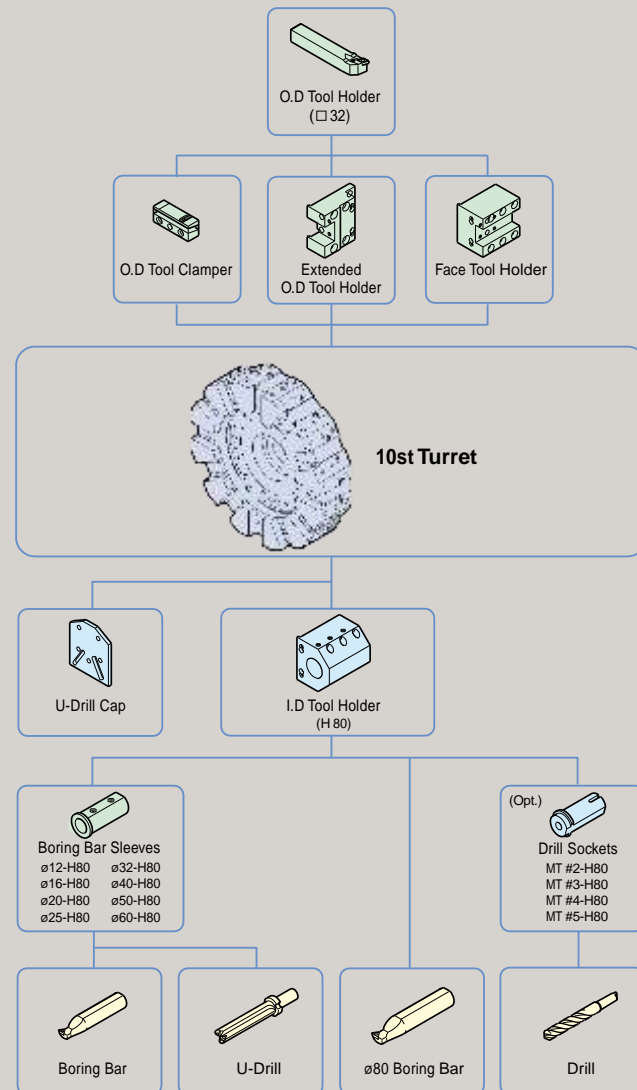 O.D Tool Holder
(□ 32)
O.D Tool Clamper
Extended
O.D Tool Holder
Face Tool Holder
10st Turret
U-Drill Cap
I.D Tool Holder
(H 80)
Boring Bar Sleeves
ø12-H80 ø32-H80
ø16-H80 ø40-H80
ø20-H80 ø50-H80
ø25-H80 ø60-H80
(Opt.)
Drill Sockets
MT #2-H80
MT #3-H80
MT #4-H80
MT #5-H80
Boring Bar
U-Drill
ø80 Boring Bar
Drill